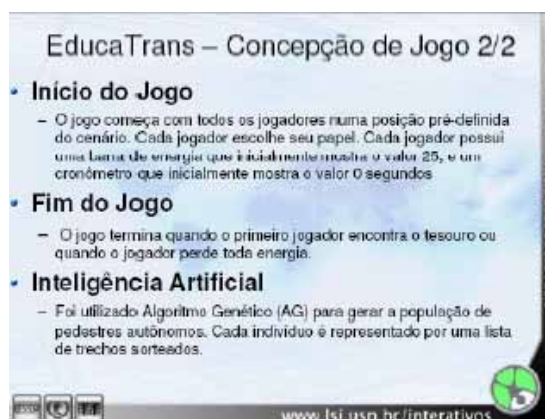 EducaTrans – Concepção de Jogo 2/2
• Início do Jogo
– O jogo começa com todos os jogadores numa posição pré-definida
do cenário. Cada jogador escolhe seu papel. Cada jogador possui
uma barra de energia que inicialmente mostra o valor 25, e um
cronômetro que inicialmente mostra o valor 0 segundos
• Fim do Jogo
– O jogo termina quando o primeiro jogador encontra o tesouro ou
quando o jogador perde toda energia.
• Inteligência Artificial
– Foi utilizado Algoritmo Genético (AG) para gerar a população de
pedestres autônomos. Cada indivíduo é representado por uma lista
de trechos sorteados.
www.lsi.usp.br/interativos